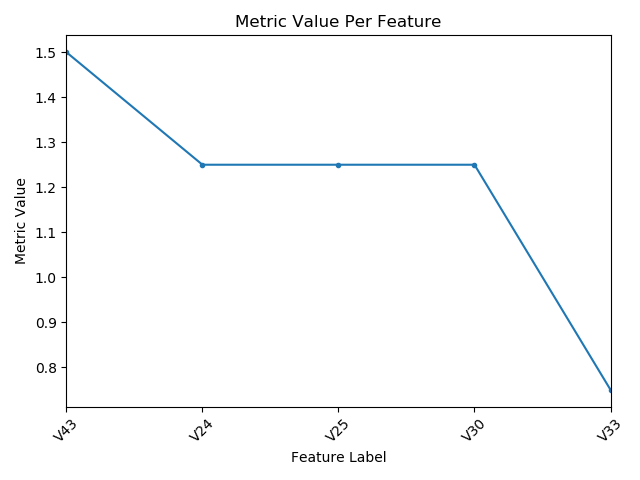 Metric Value Per Feature
Metric Value
1.5
1.4
1.3
1.2
1.1
1.0
0.9
0.8
V43
V24
V25
V30
V33
Feature Label